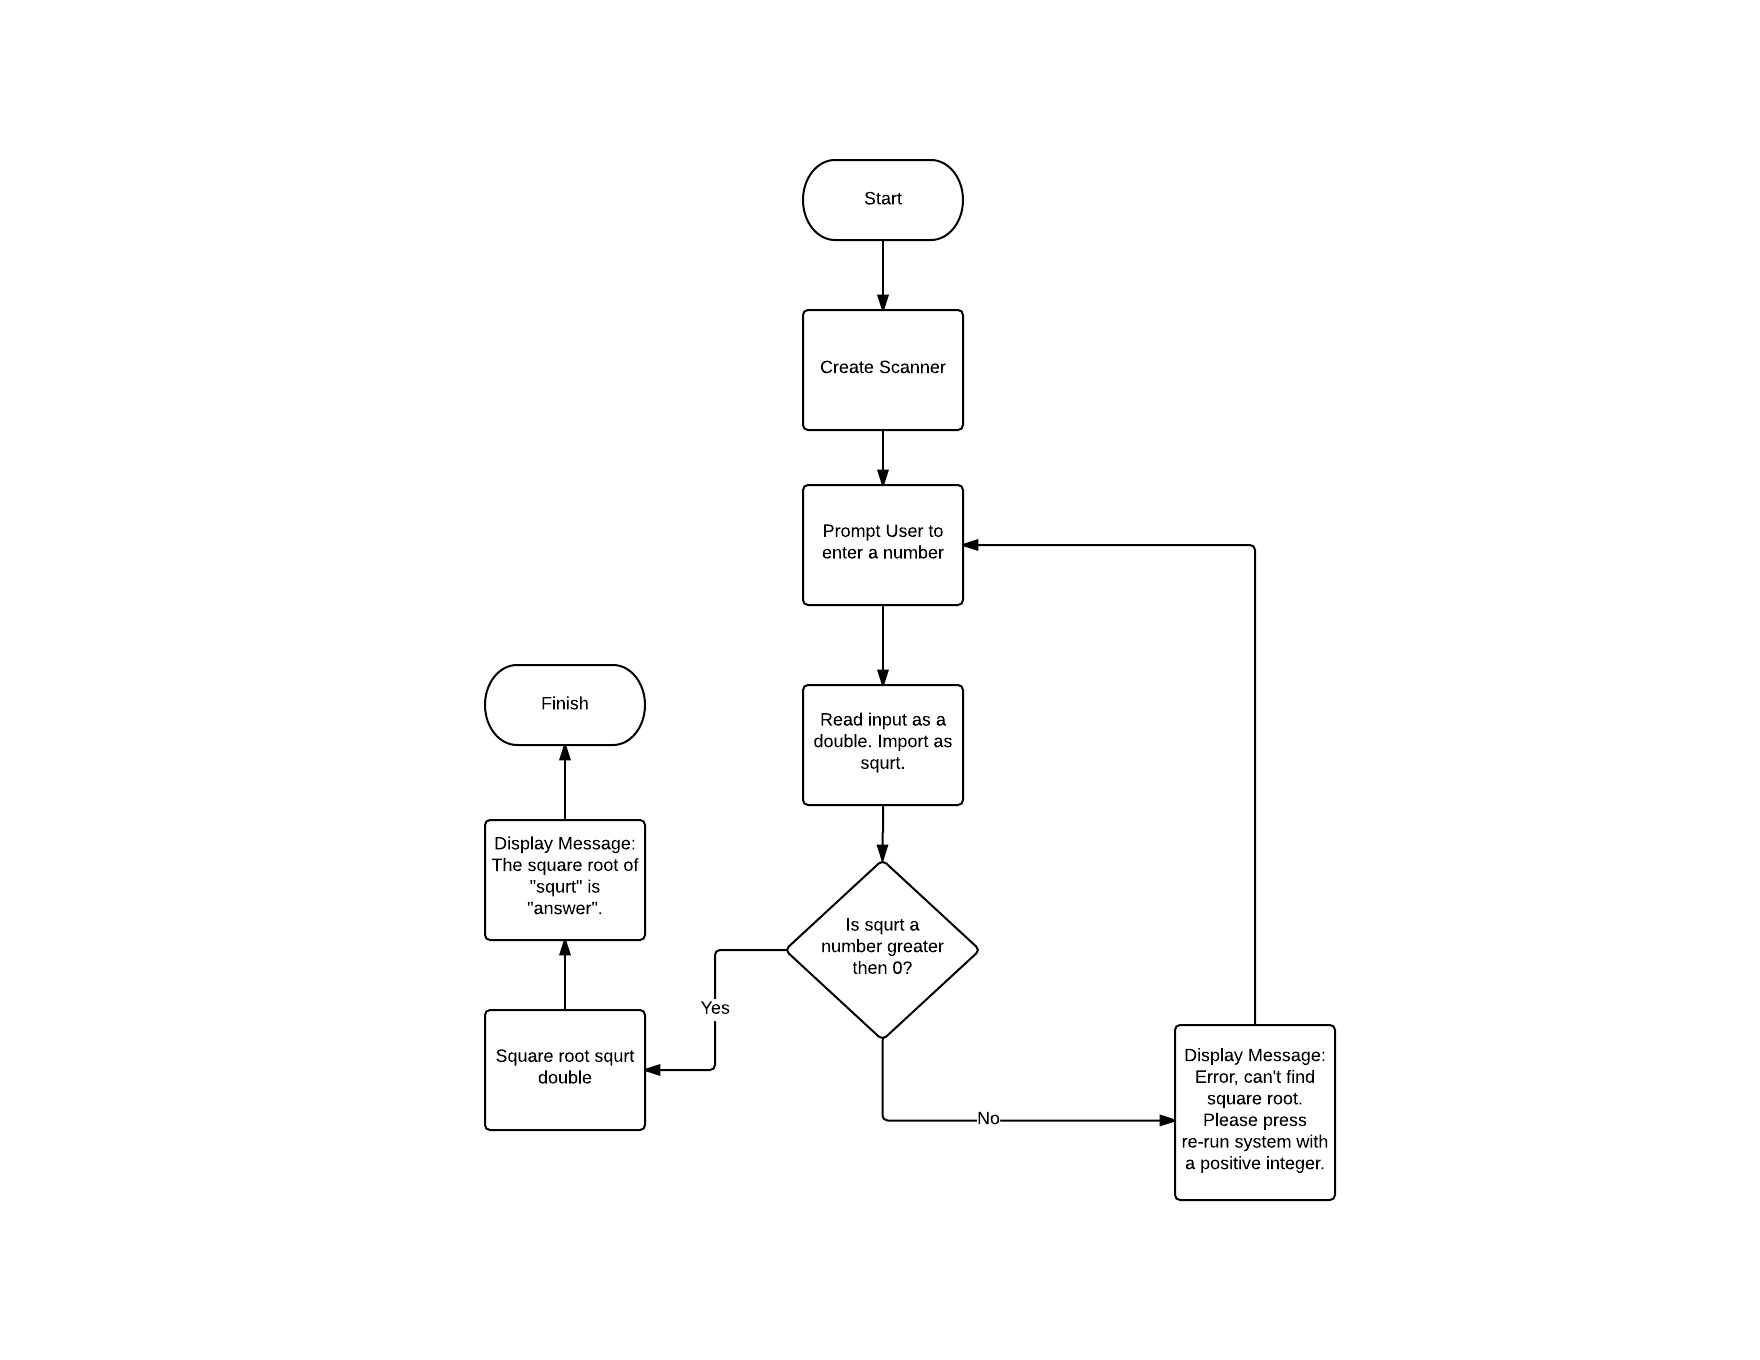 Start
Create Scanner
Prompt User to
enter a number
Read input as a
double. Import as
squrt.
Is squrt a
number greater
then 0?
Yes
No
Square root squrt
double
Display Message:
The square root of
"squrt" is
"answer".
Finish
Display Message:
Error, can't find
square root.
Please press
re-run system with
a positive integer.